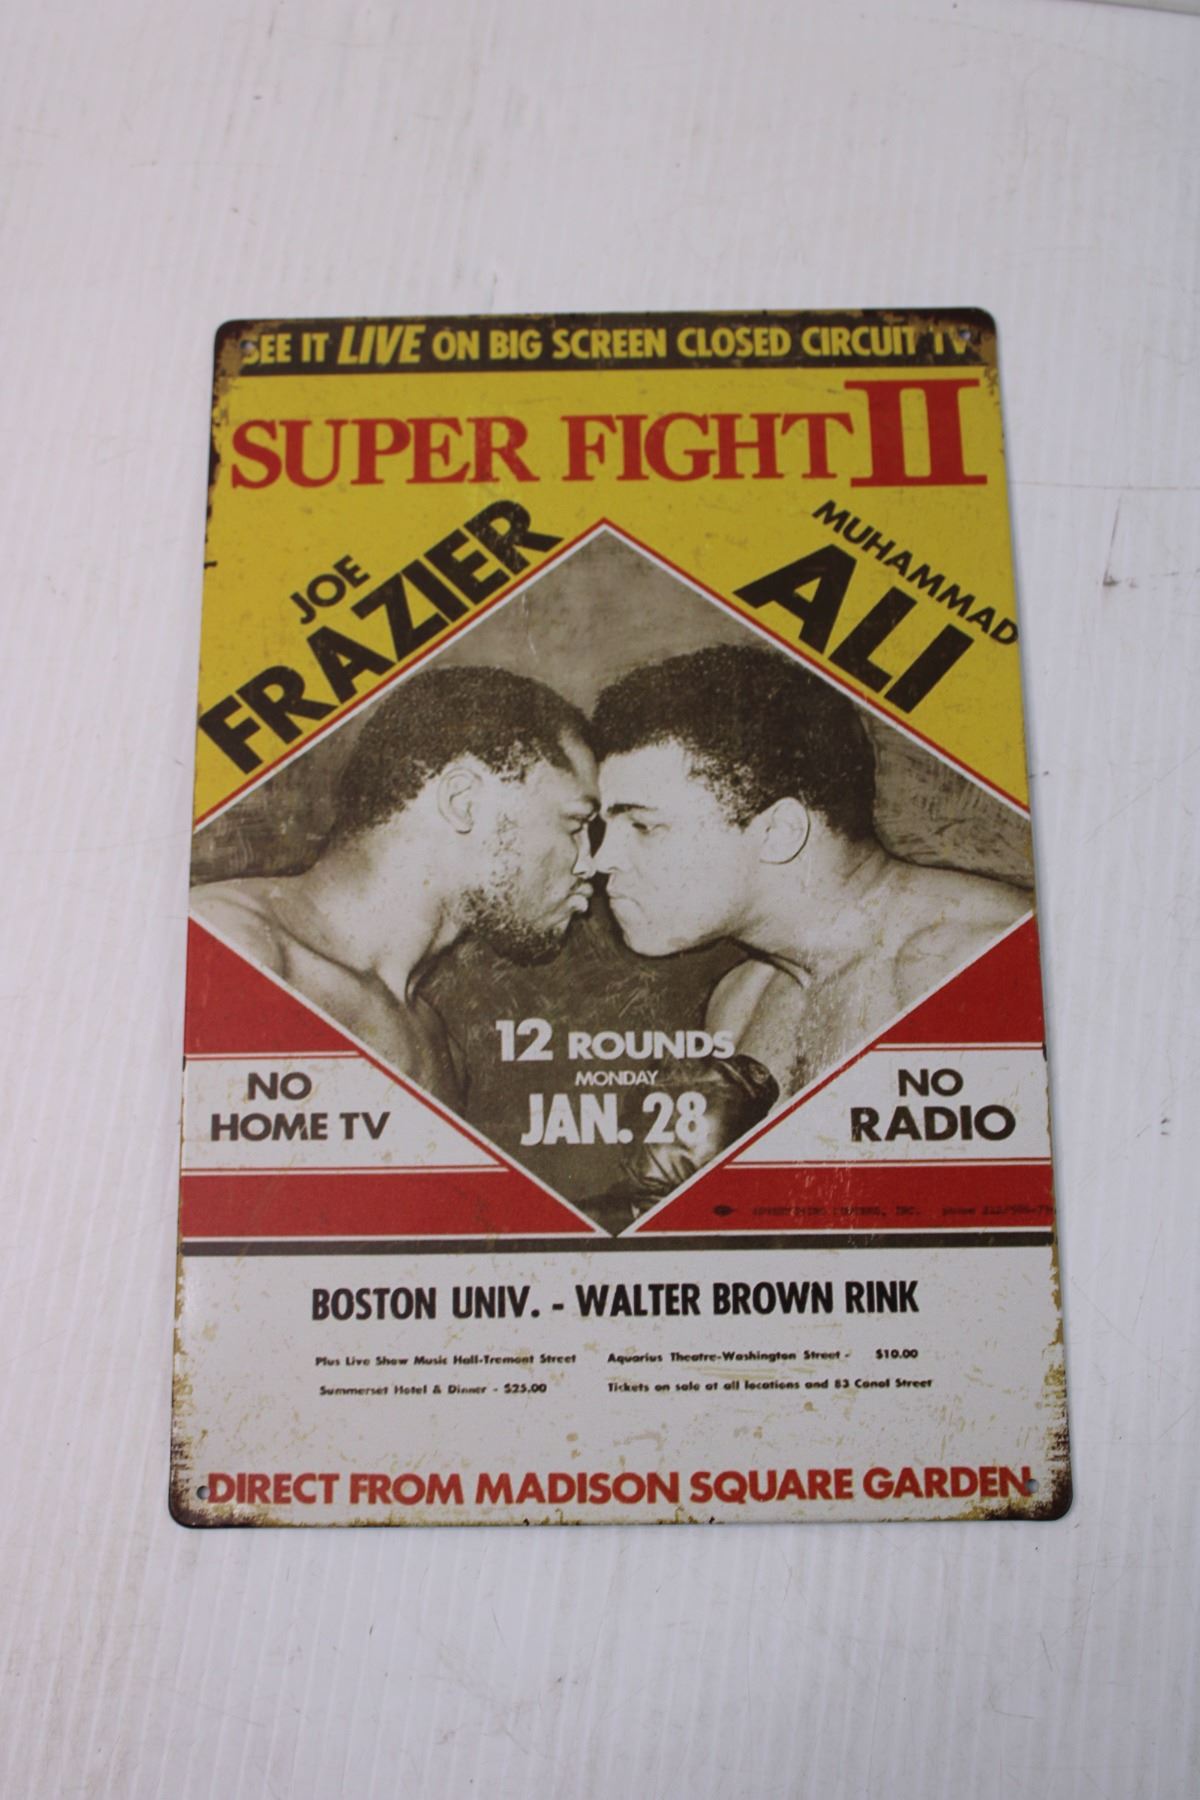 SEE IT LIVE ON BIG SCREEN CLOSED CIRCUIT TV
SUPER FIGHT II
JOE
FRAZIER
MUHAMMAD
ALI
12 ROUNDS
MONDAY
JAN. 28
NO
HOME TV
NO
RADIO
INC.
BOSTON UNIV. - WALTER BROWN RINK
Plus Live Show Music Hall-Tremont Street
Aquarius Theatre-Washington Street - $10.00
Summerset Hotel & Dinner - $25.00
Tickets on sale at all locations and 83 Canal Street
DIRECT FROM MADISON SQUARE GARDEN